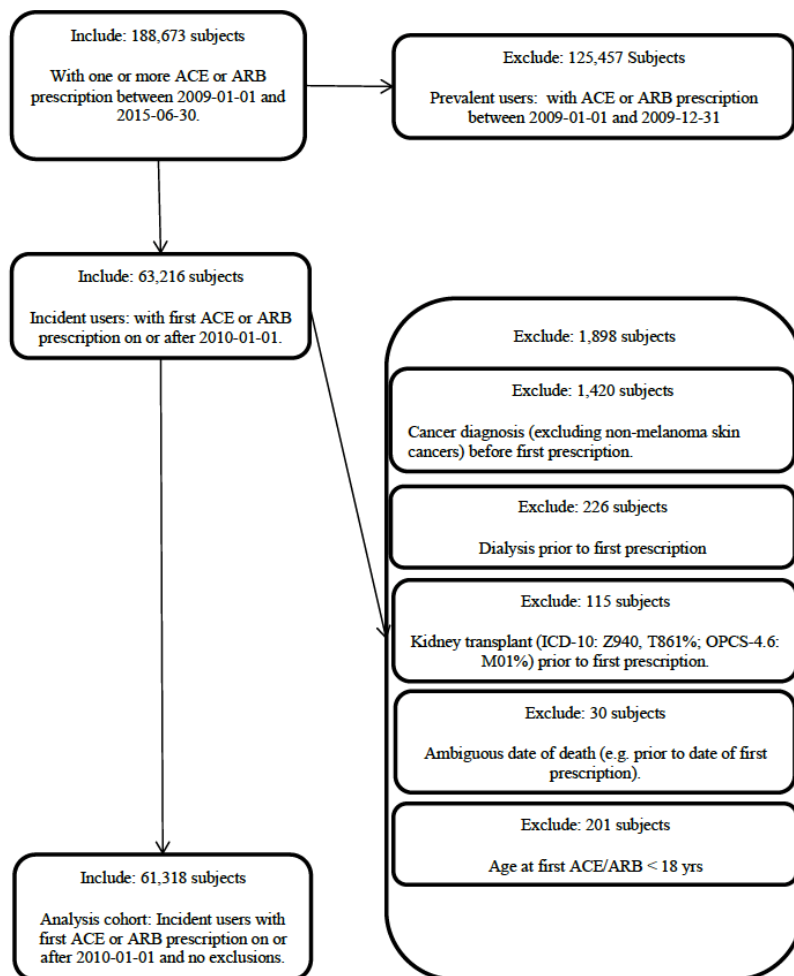 Include: 188,673 subjects
With one or more ACE or ARB
prescription between 2009-01-01 and
2015-06-30.
Exclude: 125,457 Subjects
Prevalent users: with ACE or ARB prescription
between 2009-01-01 and 2009-12-31
Include: 63,216 subjects
Incident users: with first ACE or ARB
prescription on or after 2010-01-01.
Exclude: 1,898 subjects
Exclude: 1,420 subjects
Cancer diagnosis (excluding non-melanoma skin
cancers) before first prescription.
Exclude: 226 subjects
Dialysis prior to first prescription
Exclude: 115 subjects
Kidney transplant (ICD-10: Z940, T861%; OPCS-4.6:
M01%) prior to first prescription.
Exclude: 30 subjects
Ambiguous date of death (e.g. prior to date of first
prescription).
Exclude: 201 subjects
Age at first ACE/ARB < 18 yrs
Include: 61,318 subjects
Analysis cohort: Incident users with
first ACE or ARB prescription on or
after 2010-01-01 and no exclusions.